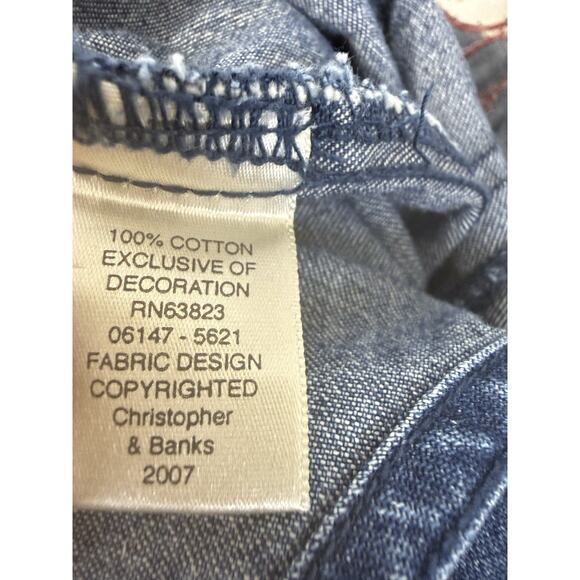 100% COTTON
EXCLUSIVE OF
DECORATION
RN63823
06147 - 5621
FABRIC DESIGN
COPYRIGHTED
Christopher
& Banks
2007